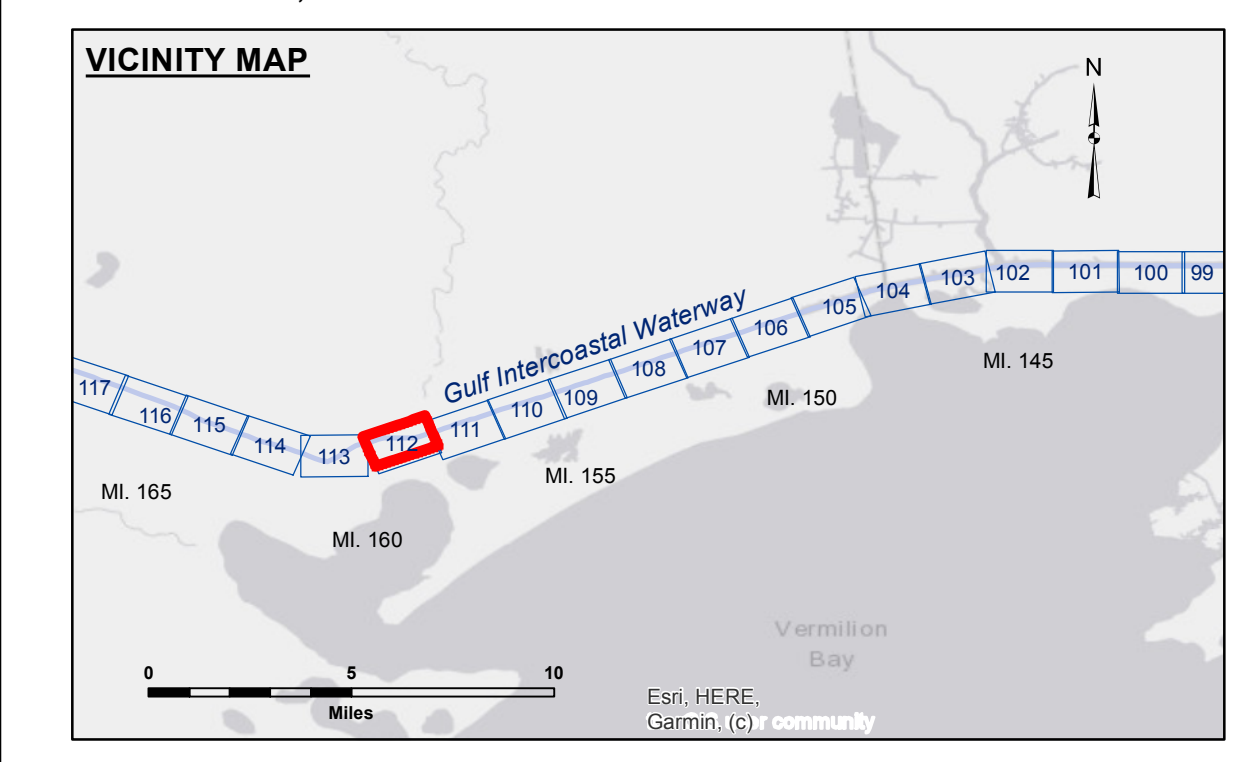 VICINITY MAP
N
Gulf Intercoastal Waterway
117
116
115
114
113
112
111
110
109
108
107
106
105
104
103
102
101
100
99
MI. 145
MI. 150
MI. 155
MI. 165
MI. 160
Vermilion
Bay
0 5 10
Miles
Esri, HERE,
Garmin, (c)
community